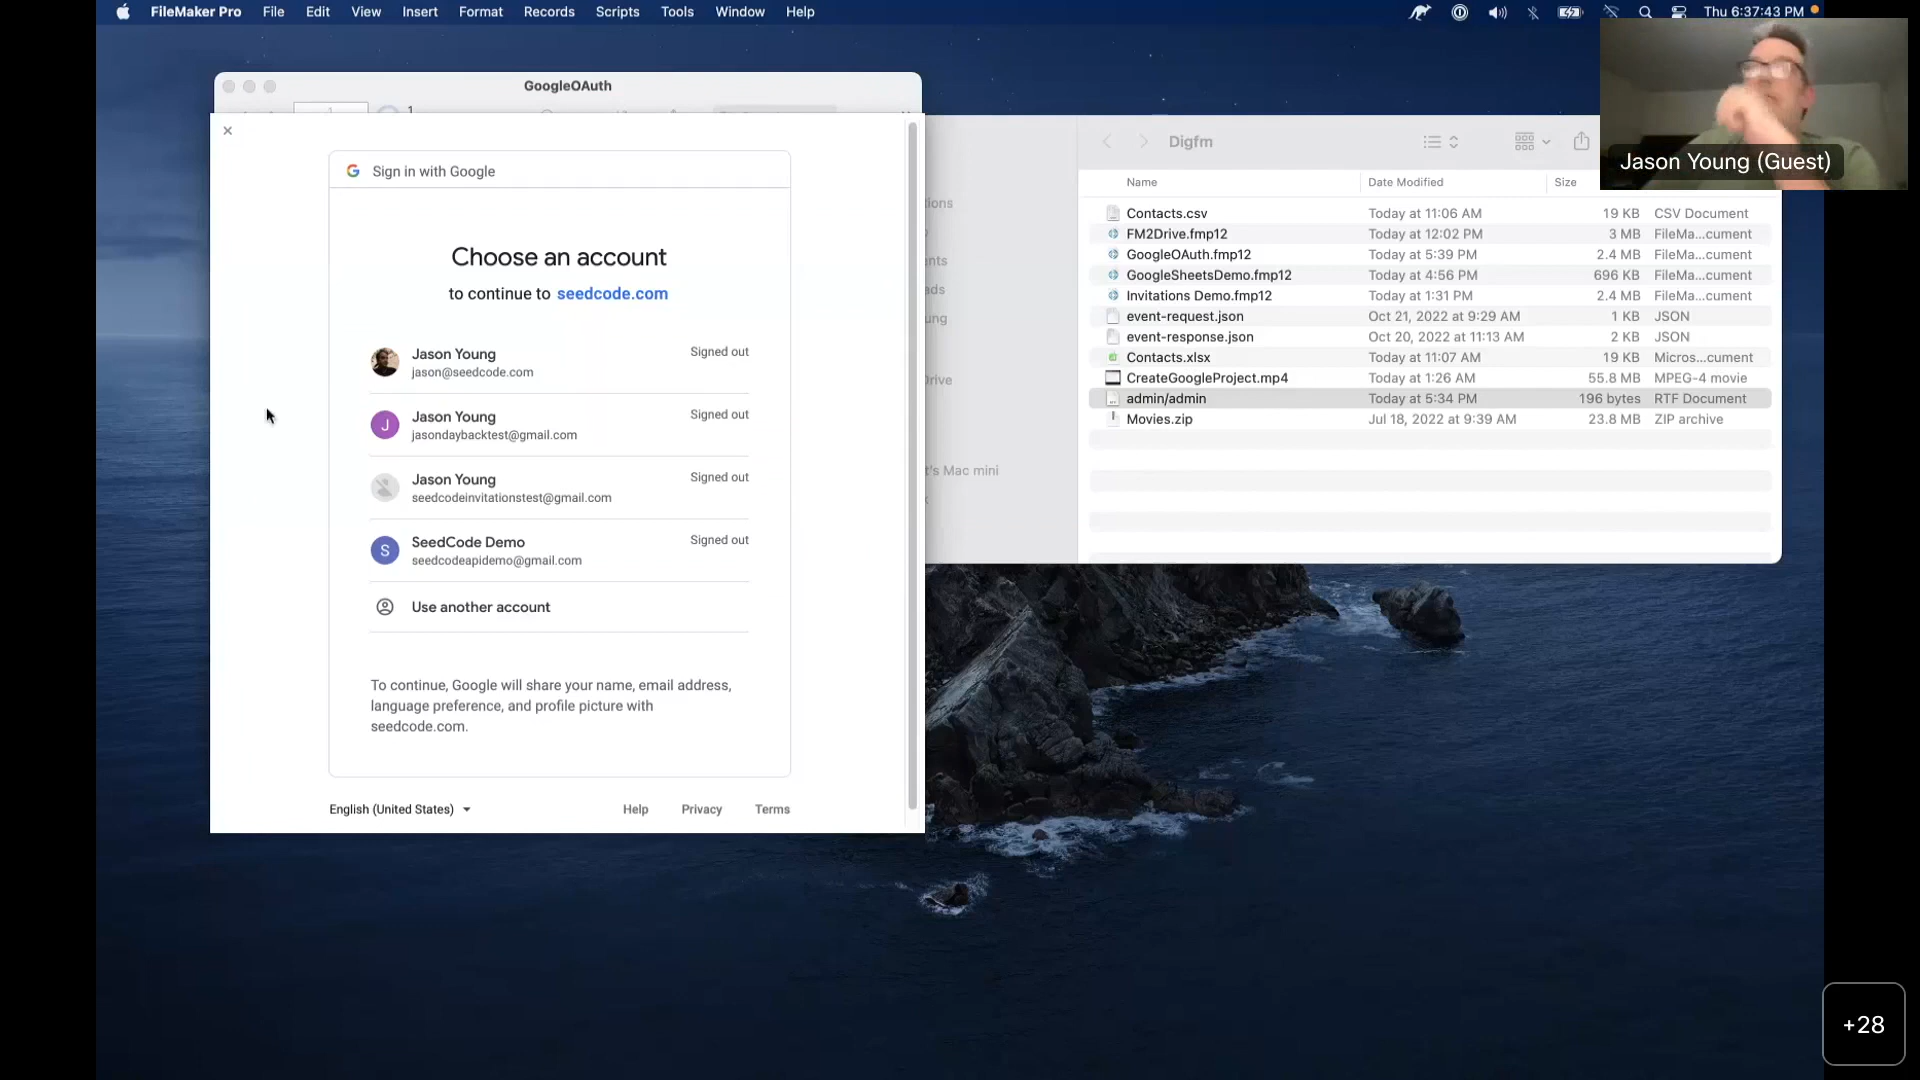 FileMaker Pro File Edit View Insert Format Records Scripts Tools Window Help
Thu 6:37:43 PM
GoogleOAuth
1
Sign in with Google
Choose an account
to continue to seedcode.com
Jason Young Signed out
jason@seedcode.com
J
Jason Young Signed out
jasondaybacktest@gmail.com
Jason Young Signed out
seedcodeinvitationstest@gmail.com
S
SeedCode Demo Signed out
seedcodeapidemo@gmail.com
Use another account
To continue, Google will share your name, email address,
language preference, and profile picture with
seedcode.com.
English (United States) Help Privacy Terms
Digfm
Name Date Modified Size
Contacts.csv Today at 11:06 AM 19 KB CSV Document
FM2Drive.fmp12 Today at 12:02 PM 3 MB FileMa...cument
GoogleOAuth.fmp12 Today at 5:39 PM 2.4 MB FileMa...cument
GoogleSheetsDemo.fmp12 Today at 4:56 PM 696 KB FileMa...cument
Invitations Demo.fmp12 Today at 1:31 PM 2.4 MB FileMa...cument
event-request.json Oct 21, 2022 at 9:29 AM 1 KB JSON
event-response.json Oct 20, 2022 at 11:13 AM 2 KB JSON
Contacts.xlsx Today at 11:07 AM 19 KB Micros...cument
CreateGoogleProject.mp4 Today at 1:26 AM 55.8 MB MPEG-4 movie
admin/admin Today at 5:34 PM 196 bytes RTF Document
Movies.zip Jul 18, 2022 at 9:39 AM 23.8 MB ZIP archive
tions
nts
ads
ung
Drive
t's Mac mini
Jason Young (Guest)
+28